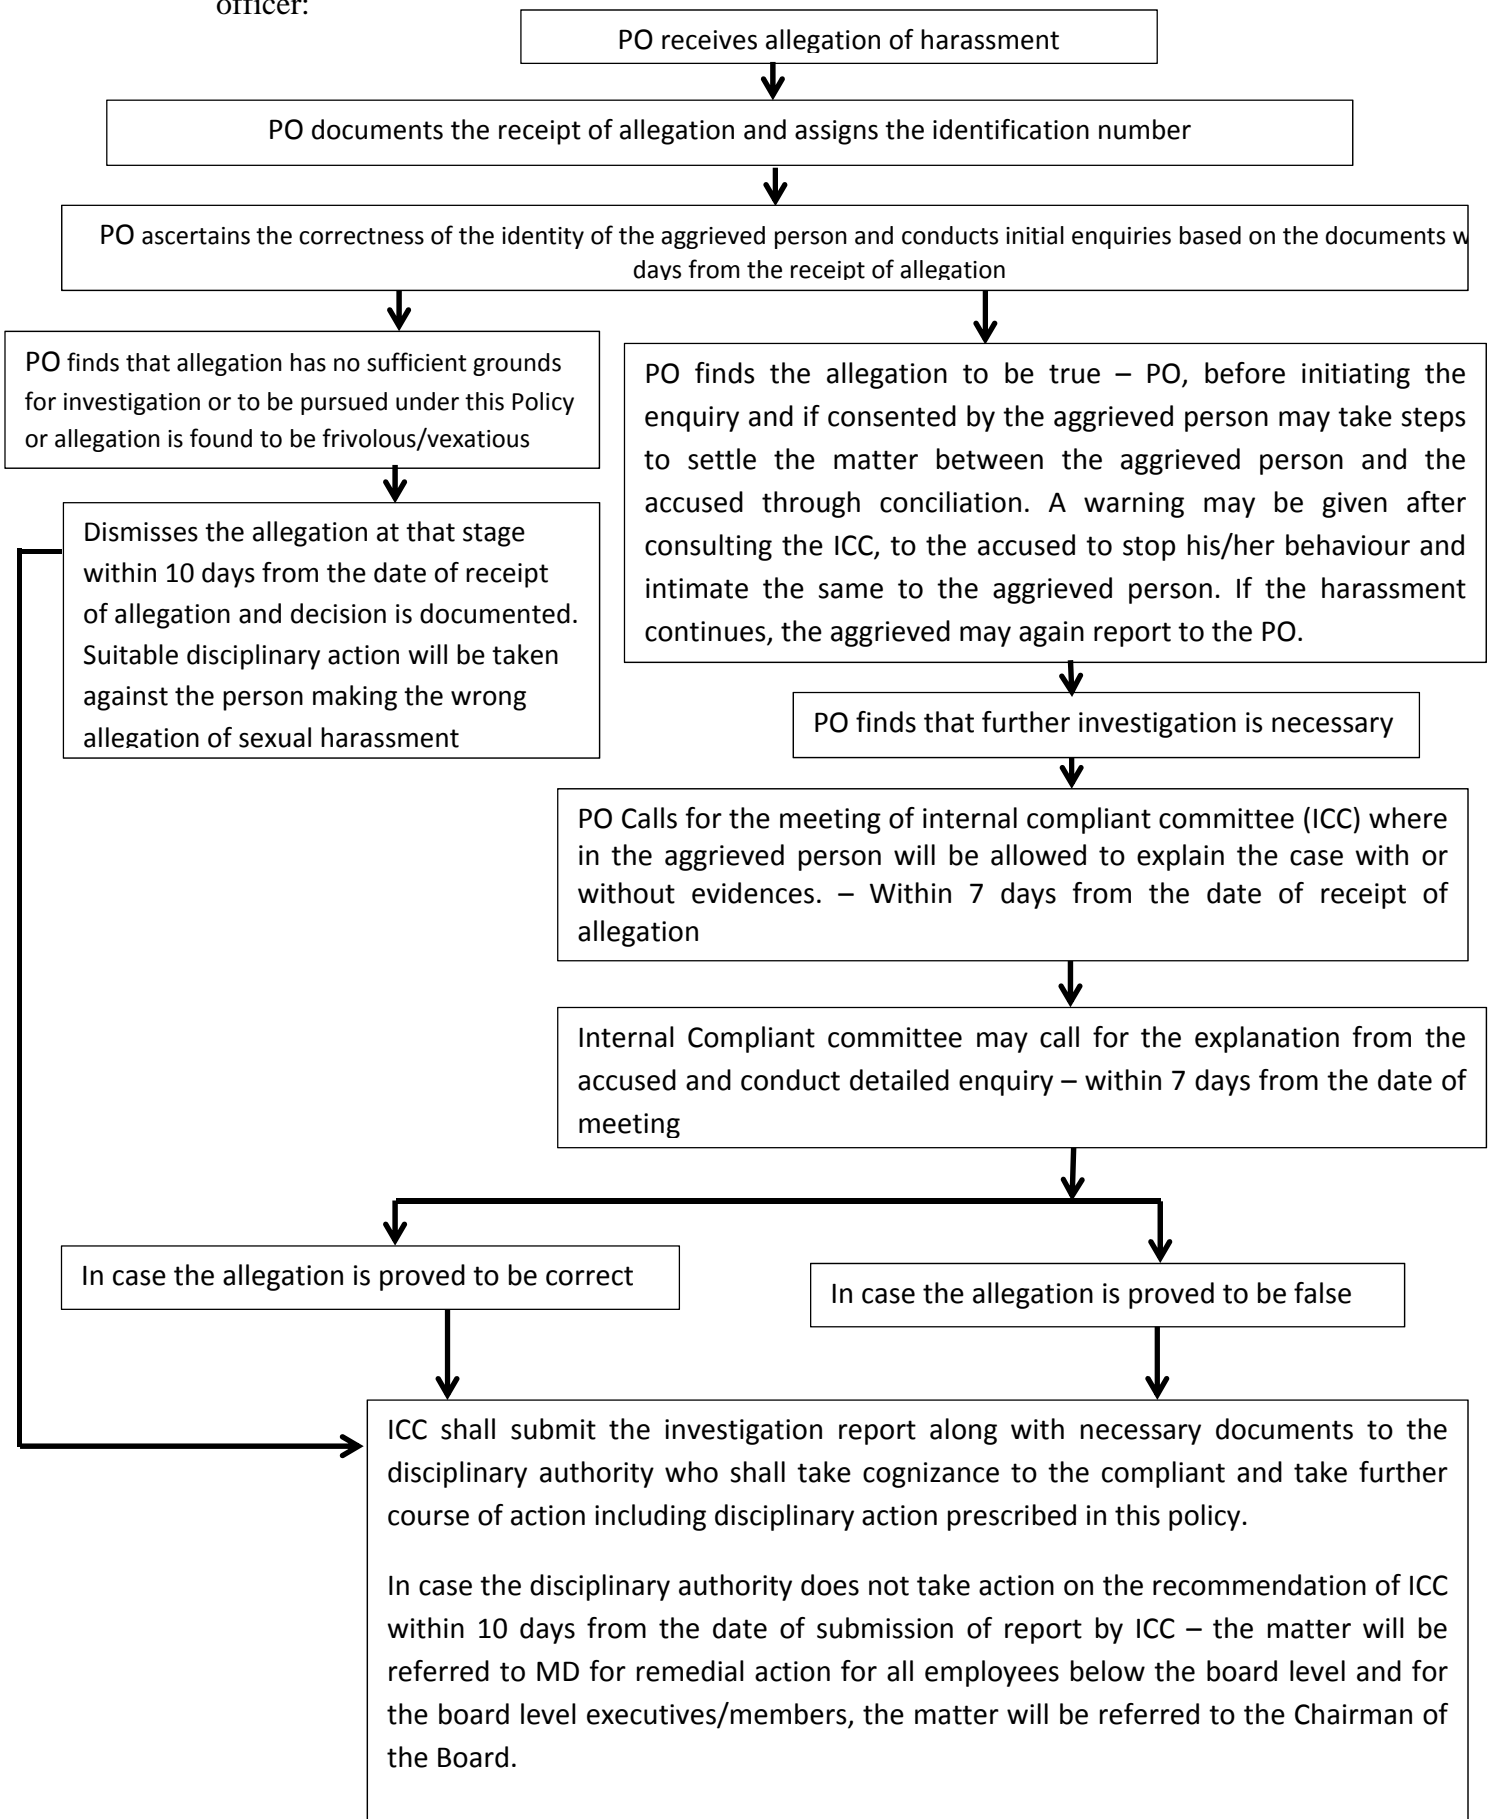 officer:
PO receives allegation of harassment
PO documents the receipt of allegation and assigns the identification number
PO ascertains the correctness of the identity of the aggrieved person and conducts initial enquiries based on the documents
days from the receipt of allegation
PO finds that allegation has no sufficient grounds
for investigation or to be pursued under this Policy
or allegation is found to be frivolous/vexatious
PO finds the allegation to be true – PO, before initiating the
enquiry and if consented by the aggrieved person may take steps
to settle the matter between the aggrieved person and the
accused through conciliation. A warning may be given after
consulting the ICC, to the accused to stop his/her behaviour and
intimate the same to the aggrieved person. If the harassment
continues, the aggrieved may again report to the PO.
Dismisses the allegation at that stage
within 10 days from the date of receipt
of allegation and decision is documented.
Suitable disciplinary action will be taken
against the person making the wrong
allegation of sexual harassment
PO finds that further investigation is necessary
PO Calls for the meeting of internal compliant committee (ICC) where
in the aggrieved person will be allowed to explain the case with or
without evidences. – Within 7 days from the date of receipt of
allegation
Internal Compliant committee may call for the explanation from the
accused and conduct detailed enquiry – within 7 days from the date of
meeting
In case the allegation is proved to be correct
In case the allegation is proved to be false
ICC shall submit the investigation report along with necessary documents to the
disciplinary authority who shall take cognizance to the compliant and take further
course of action including disciplinary action prescribed in this policy.
In case the disciplinary authority does not take action on the recommendation of ICC
within 10 days from the date of submission of report by ICC – the matter will be
referred to MD for remedial action for all employees below the board level and for
the board level executives/members, the matter will be referred to the Chairman of
the Board.